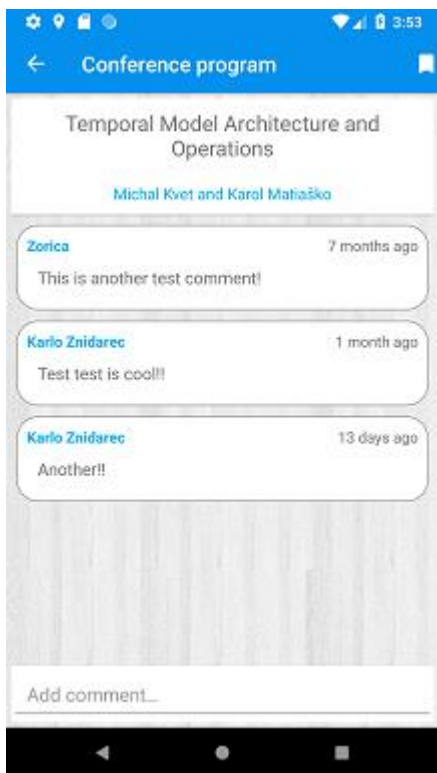 3:53
Conference program
Temporal Model Architecture and
Operations
Michal Kvet and Karol Matiaško
Zorica 7 months ago
This is another test comment!
Karlo Znidarec 1 month ago
Test test is cool!!
Karlo Znidarec 13 days ago
Another!!
Add comment...